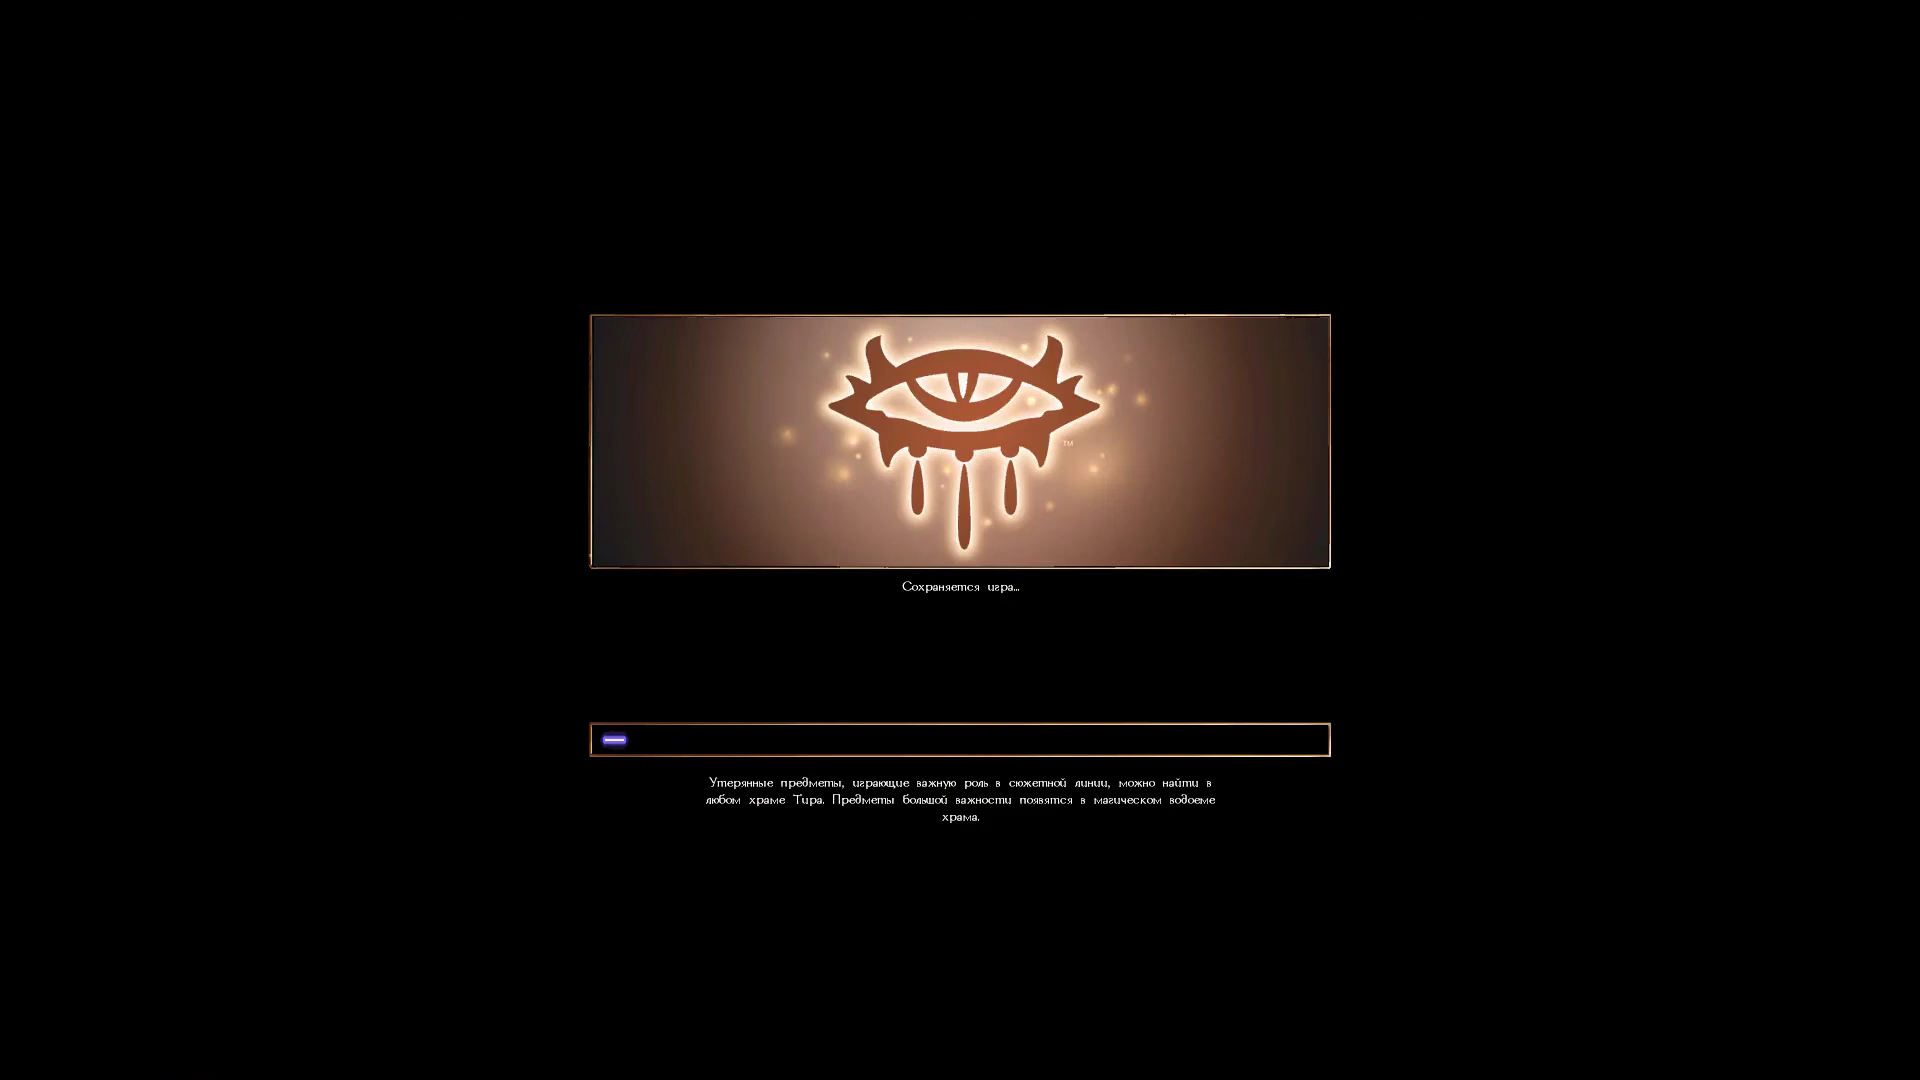 TM
Сохраняется игра...
Утерянные предметы, играющие важную роль в сюжетной линии, можно найти в
любом храме Тира. Предметы большой важности появятся в магическом водоеме
храма.